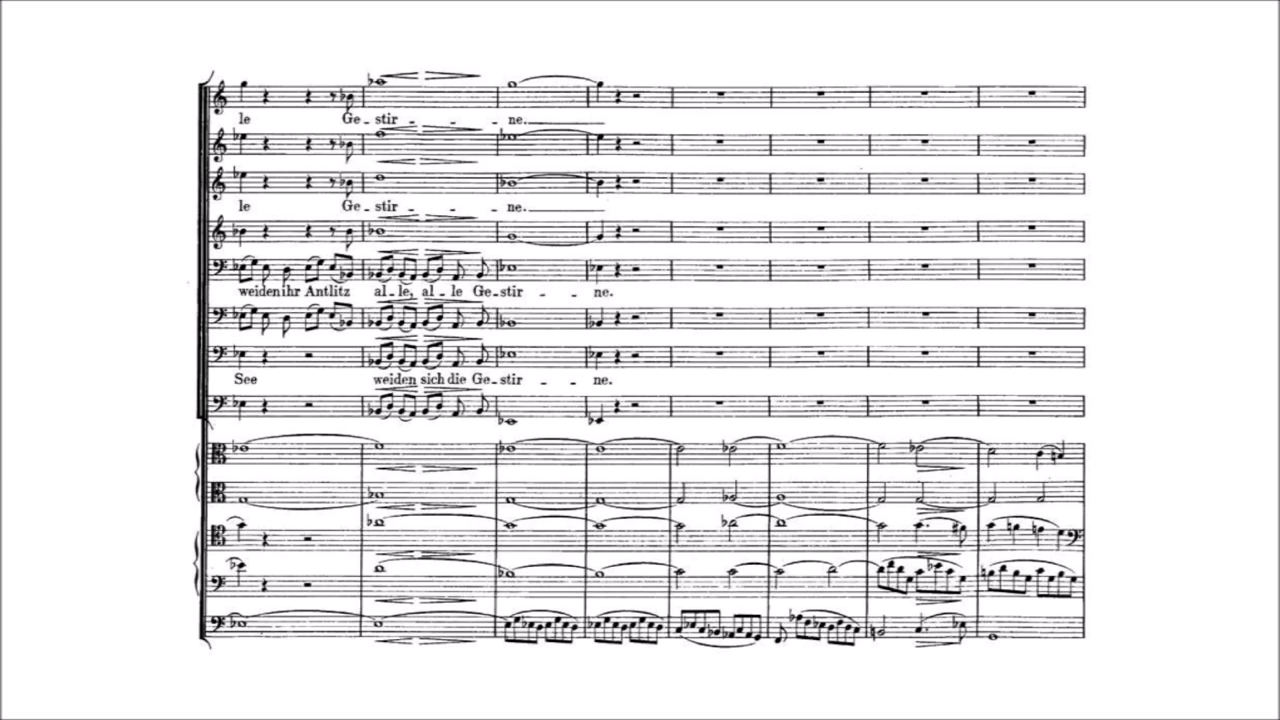 le Ge - stir - - - ne.
le Ge - stir - - - ne.
weiden ihr Antlitz al - le, al - le Ge - stir - - ne.
See weiden sich die Ge - stir - - ne.